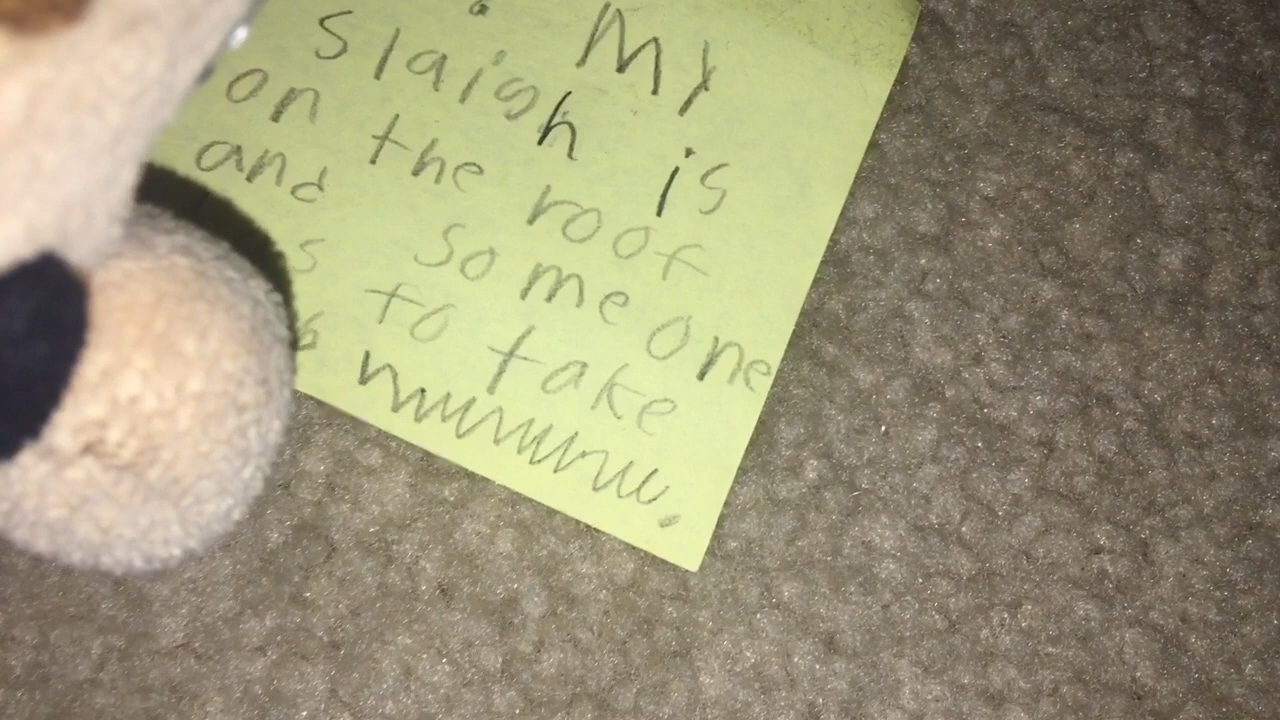 My
slaigh is
on the roof
and someone
s to take